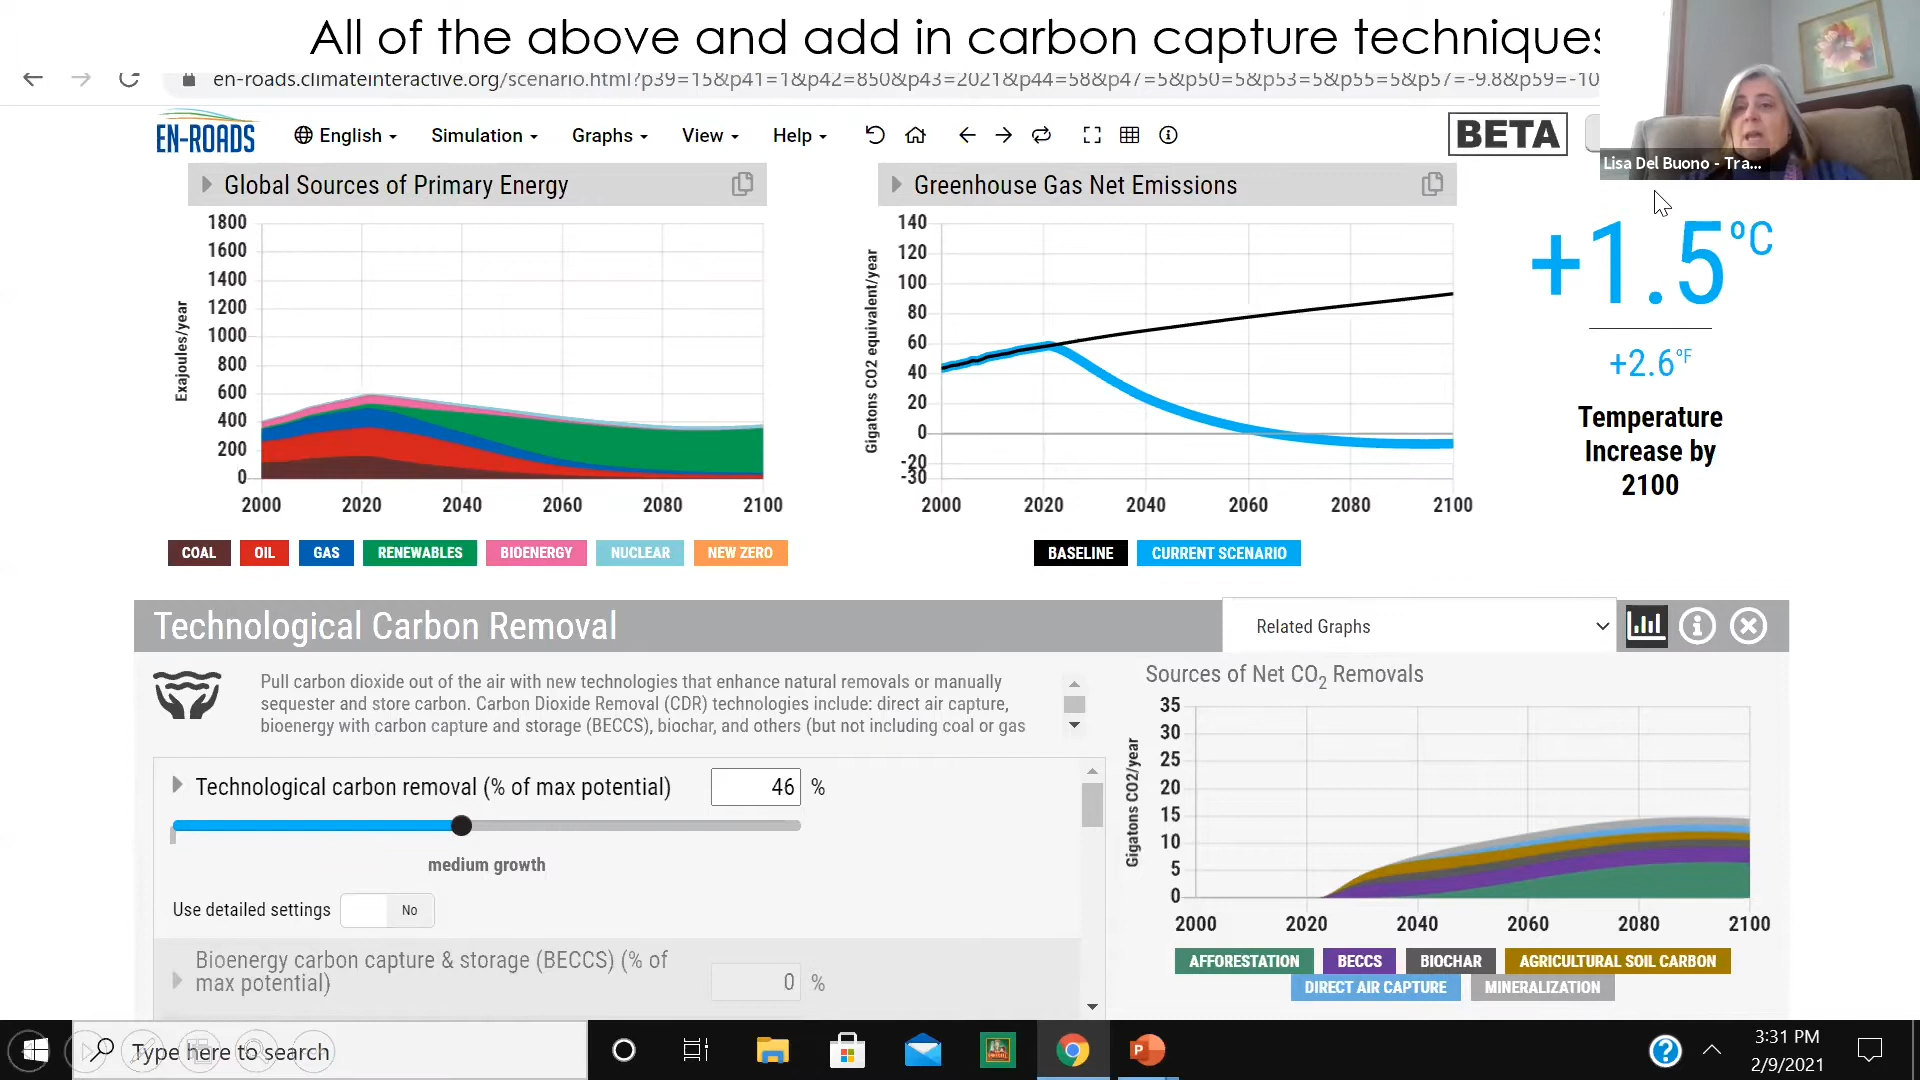 All of the above and add in carbon capture techniques
en-roads.climateinteractive.org/scenario.html?p39=15&p41=1&p42=850&p43=2021&p44=58&p47=5&p50=5&p53=5&p55=5&p57=-9.8&p59=-10
Lisa Del Buono - Tra...
EN-ROADS
English Simulation Graphs View Help
BETA
Global Sources of Primary Energy
1800
1600
1400
1200
1000
800
600
400
200
0
Exajoules/year
2000 2020 2040 2060 2080 2100
COAL OIL GAS RENEWABLES BIOENERGY NUCLEAR NEW ZERO
Greenhouse Gas Net Emissions
140
120
100
80
60
40
20
0
-20
-30
Gigatons CO2 equivalent/year
2000 2020 2040 2060 2080 2100
BASELINE CURRENT SCENARIO
+1.5°C
+2.6°F
Temperature
Increase by
2100
Technological Carbon Removal
Related Graphs
Pull carbon dioxide out of the air with new technologies that enhance natural removals or manually
sequester and store carbon. Carbon Dioxide Removal (CDR) technologies include: direct air capture,
bioenergy with carbon capture and storage (BECCS), biochar, and others (but not including coal or gas
Technological carbon removal (% of max potential) 46 %
medium growth
Use detailed settings No
Bioenergy carbon capture & storage (BECCS) (% of
max potential) 0 %
Sources of Net CO2 Removals
35
30
25
20
15
10
5
0
Gigatons CO2/year
2000 2020 2040 2060 2080 2100
AFFORESTATION BECCS BIOCHAR AGRICULTURAL SOIL CARBON
DIRECT AIR CAPTURE MINERALIZATION
Type here to search
3:31 PM
2/9/2021